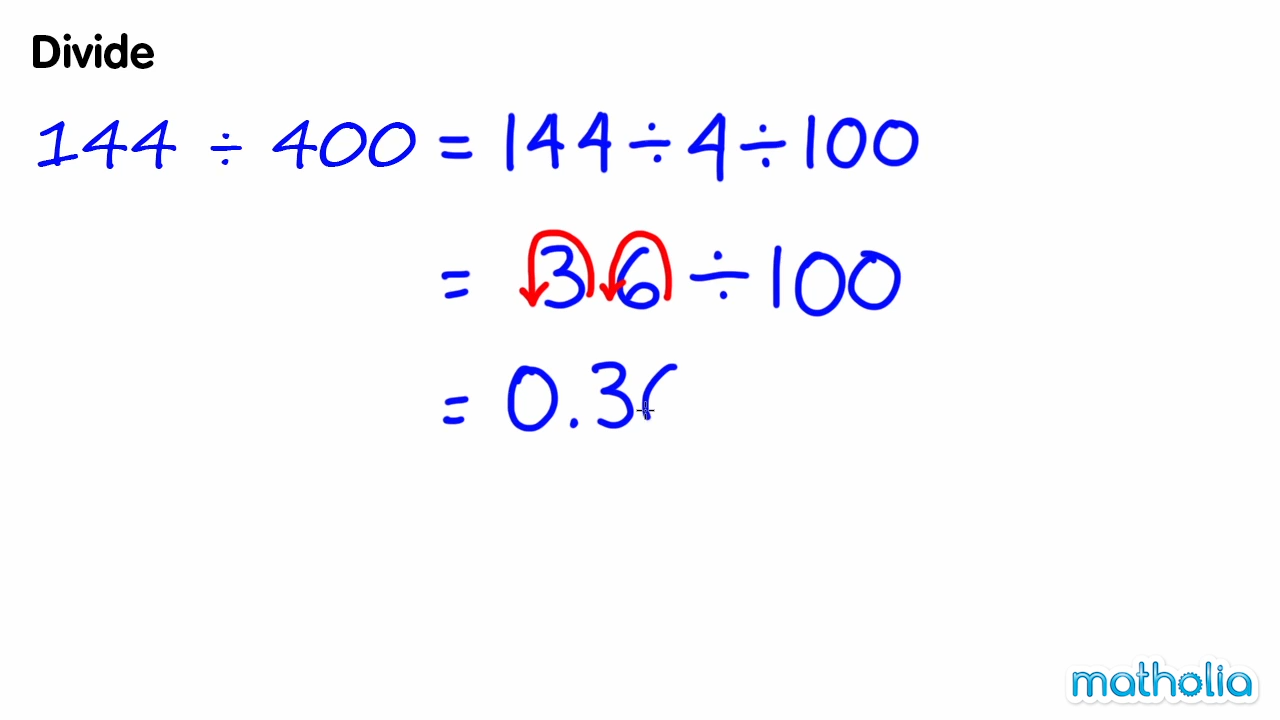 Divide
144 ÷ 400 = 144 ÷ 4 ÷ 100
= 36 ÷ 100
= 0.3
matholia